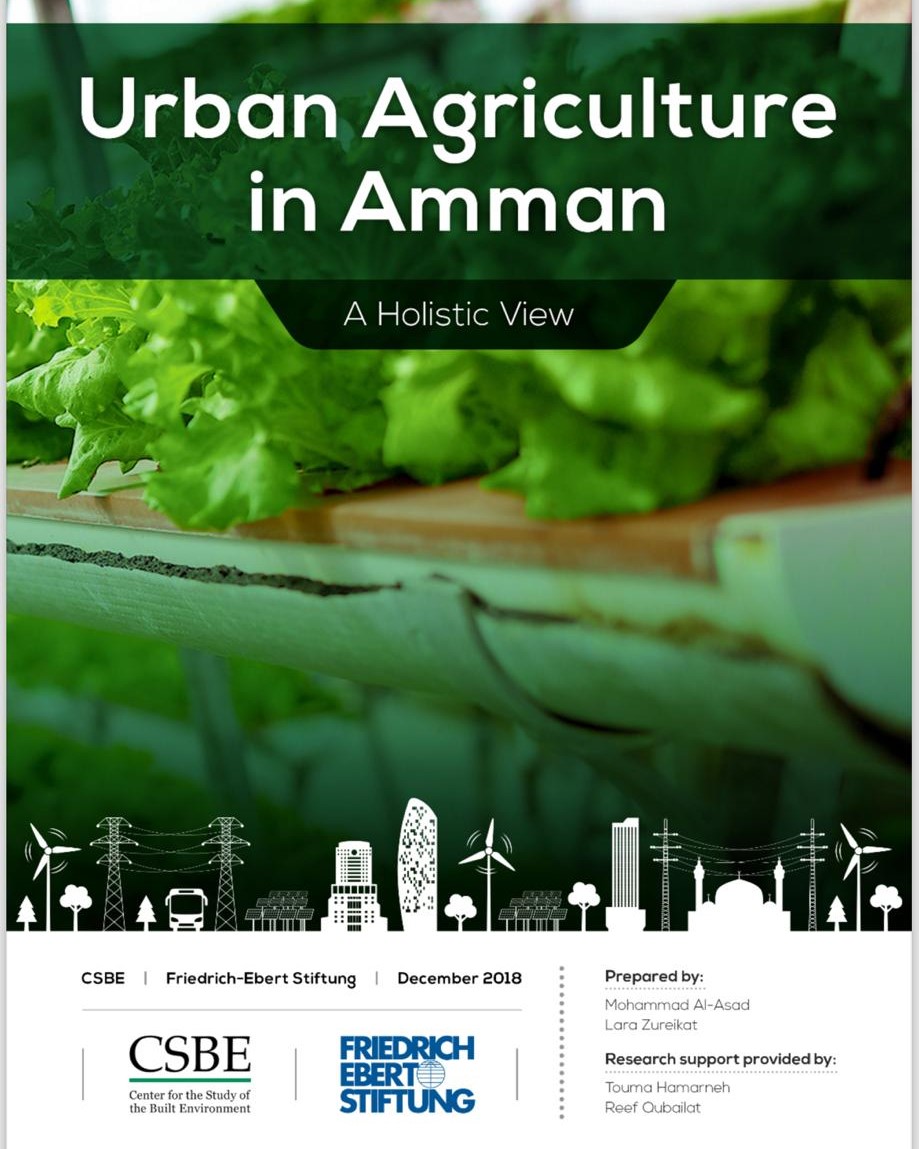 Urban Agriculture
in Amman
A Holistic View
CSBE | Friedrich-Ebert Stiftung | December 2018
CSBE
Center for the Study of
the Built Environment
FRIEDRICH
EBERT
STIFTUNG
Prepared by:
Mohammad Al-Asad
Lara Zureikat
Research support provided by:
Touma Hamarneh
Reef Qubailat